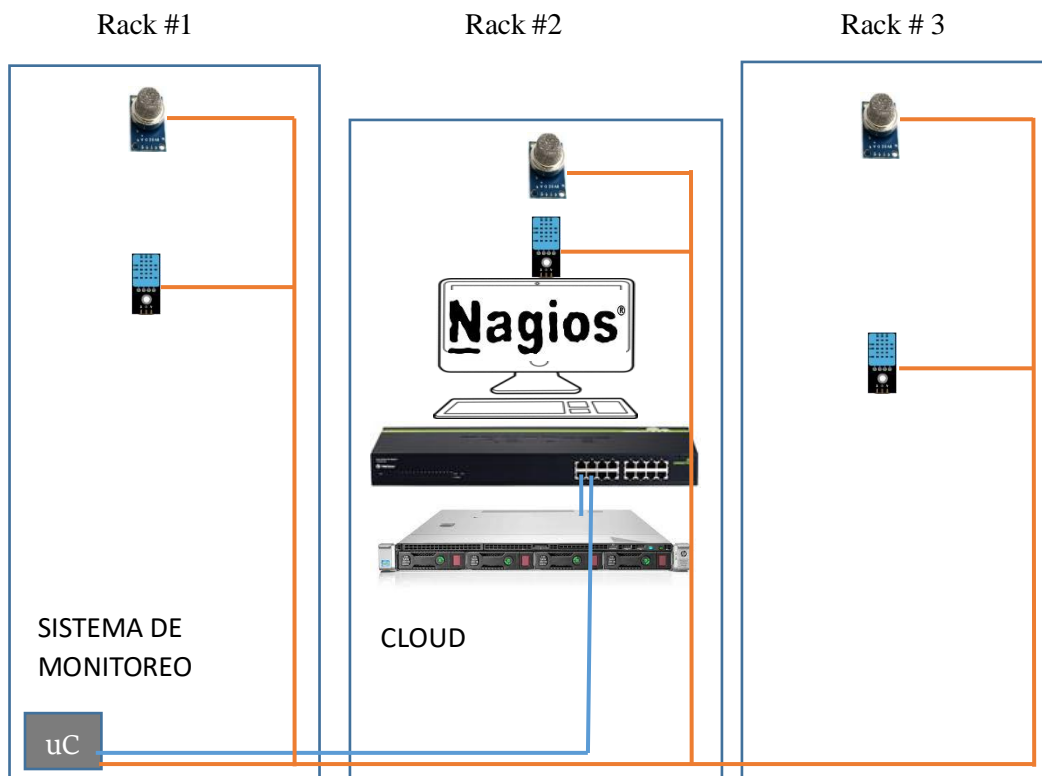 Rack #1
Rack #2
Rack # 3
Nagios®
SISTEMA DE
MONITOREO
CLOUD
uC